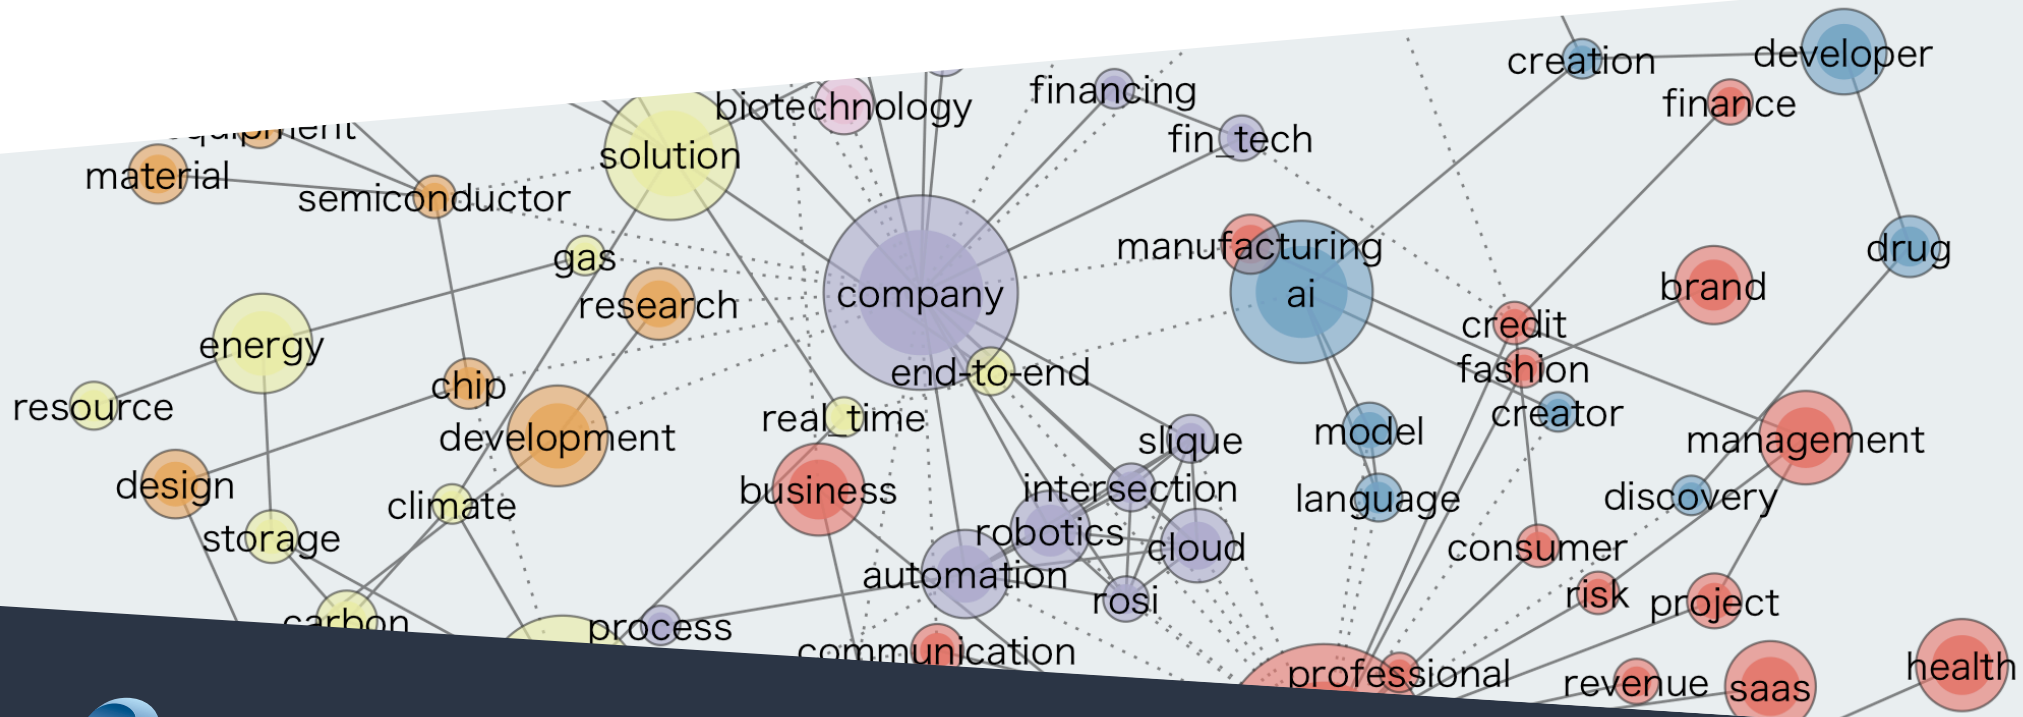 creation
developer
finance
financing
biotechnology
fin_tech
equipment
solution
material
semiconductor
manufacturing
drug
gas
research
company
ai
brand
credit
energy
fashion
end-to-end
chip
resource
real_time
creator
development
slique
model
management
design
business
intersection
language
discovery
climate
robotics
storage
cloud
consumer
automation
rosi
risk
project
carbon
process
communication
professional
revenue
saas
health